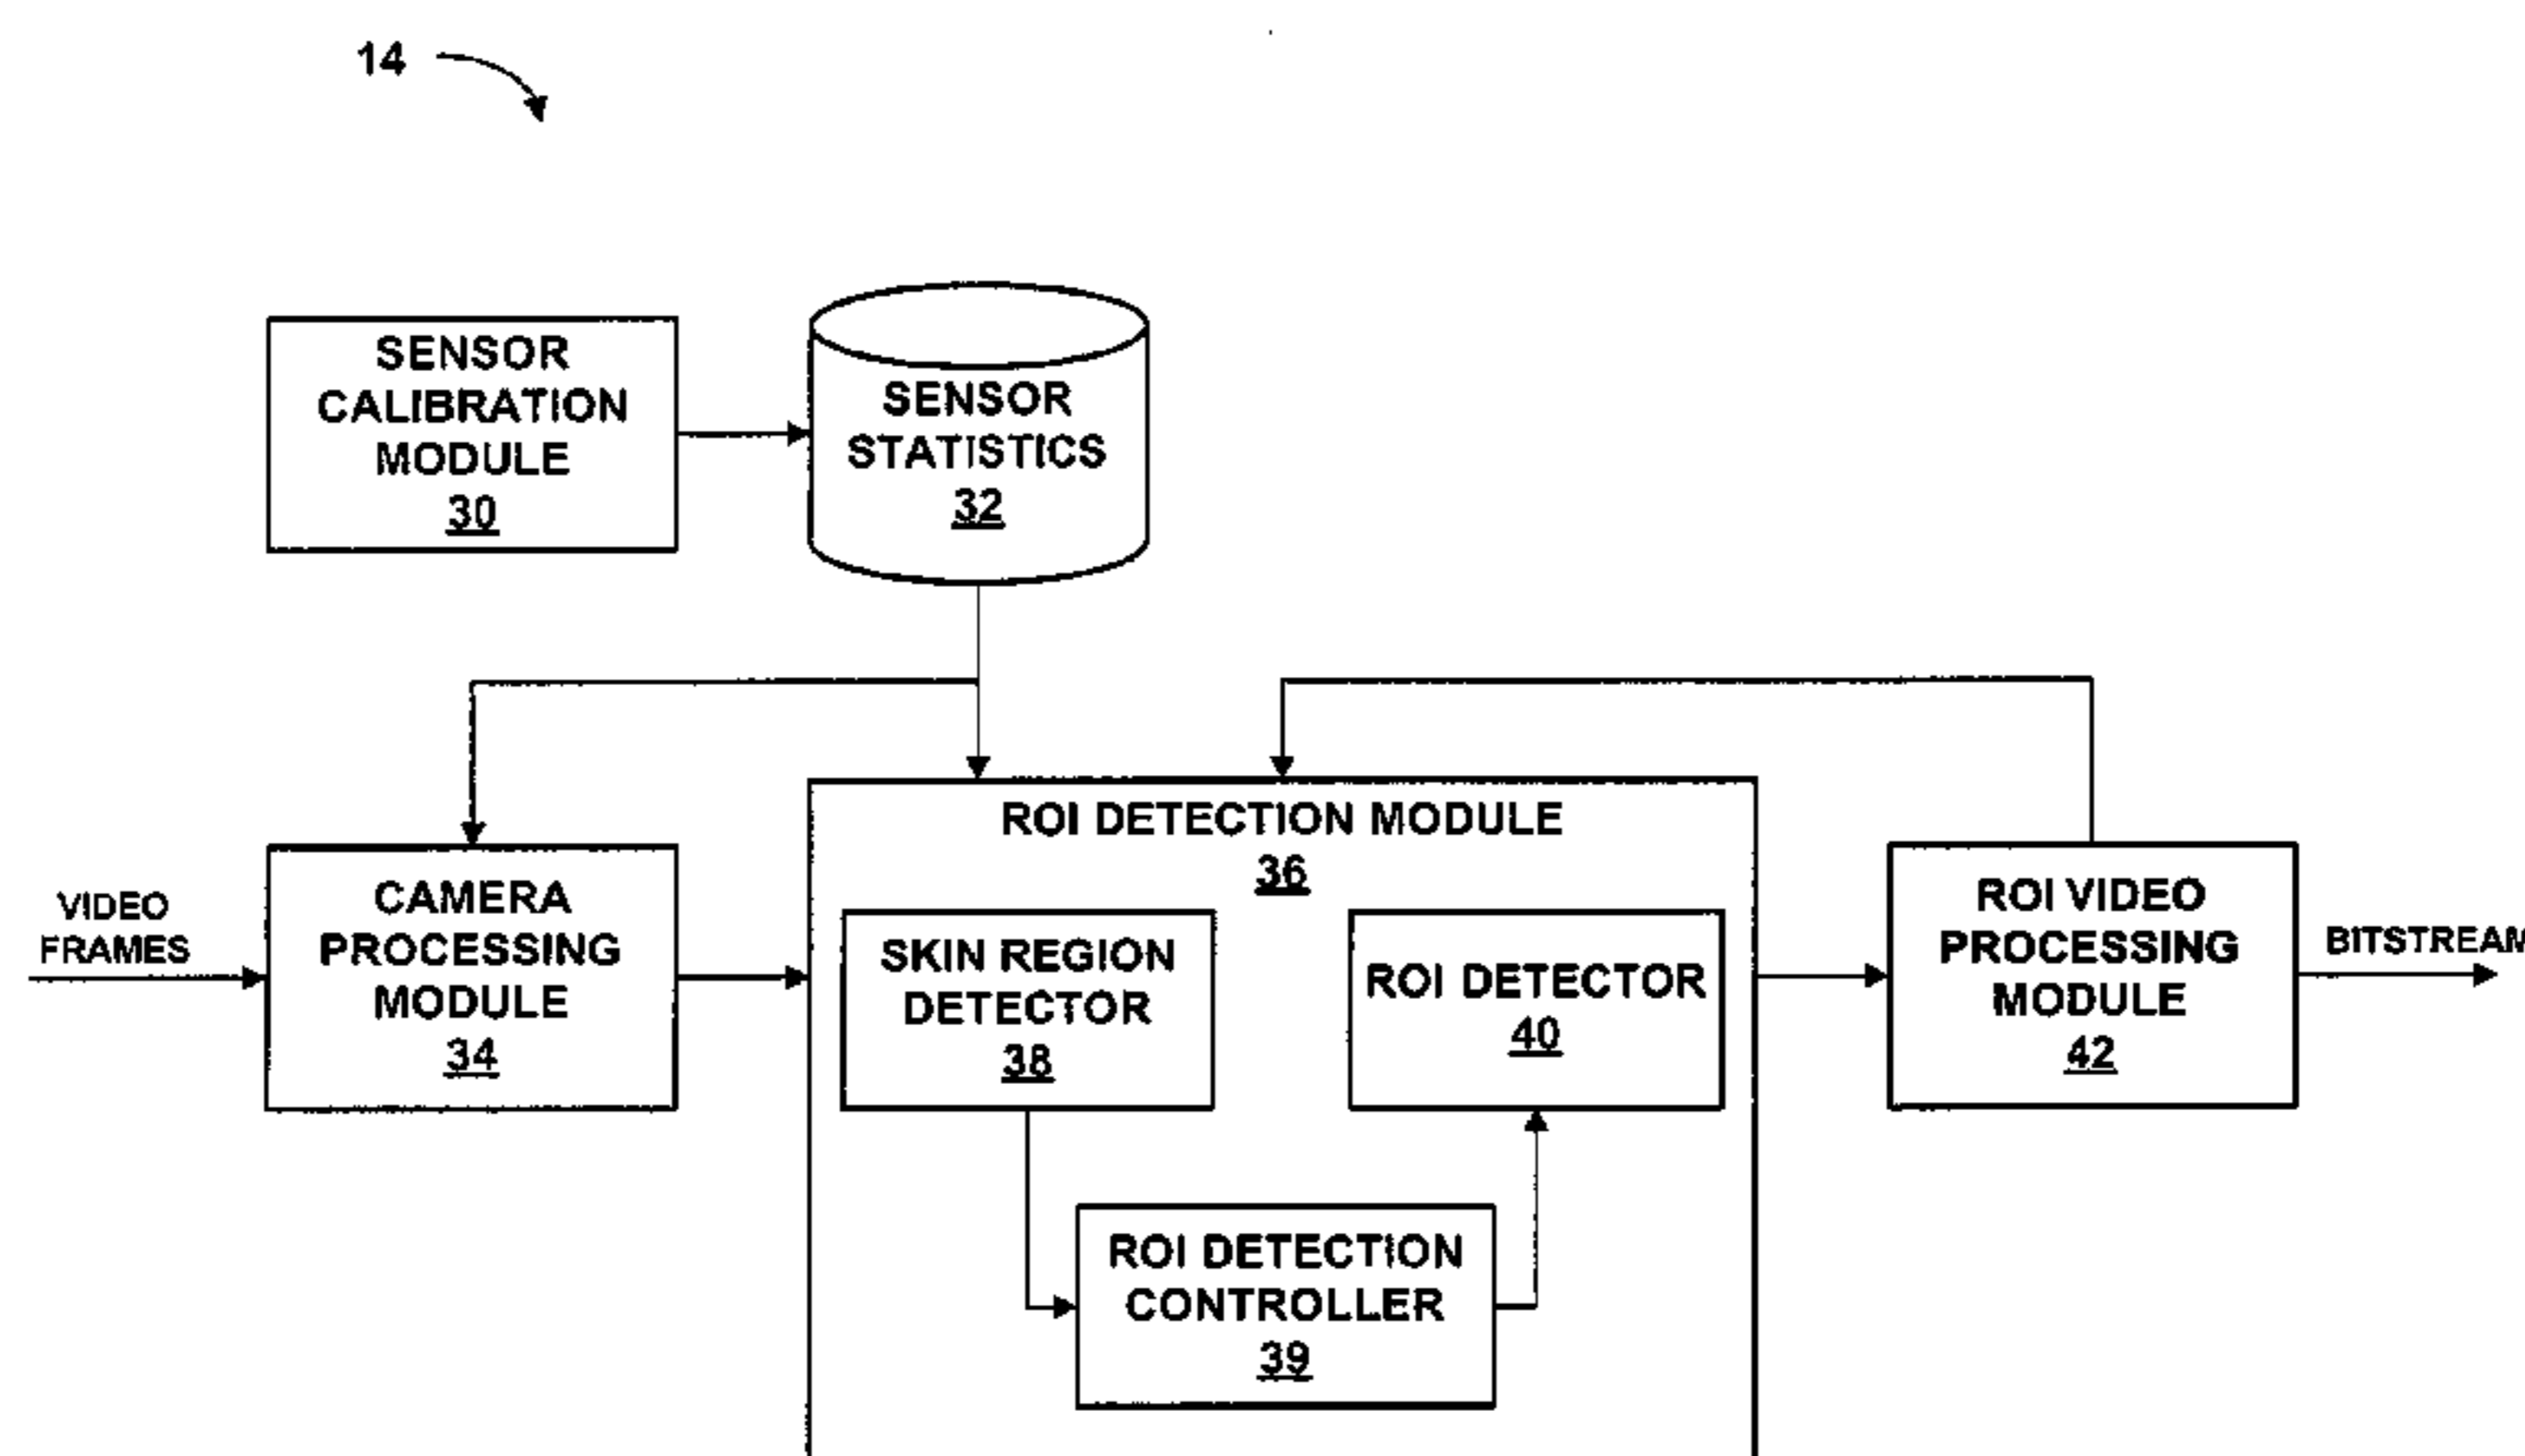 14
SENSOR
CALIBRATION
MODULE
30
SENSOR
STATISTICS
32
VIDEO
FRAMES
CAMERA
PROCESSING
MODULE
34
ROI DETECTION MODULE
36
SKIN REGION
DETECTOR
38
ROI DETECTOR
40
ROI DETECTION
CONTROLLER
39
ROI VIDEO
PROCESSING
MODULE
42
BITSTREAM